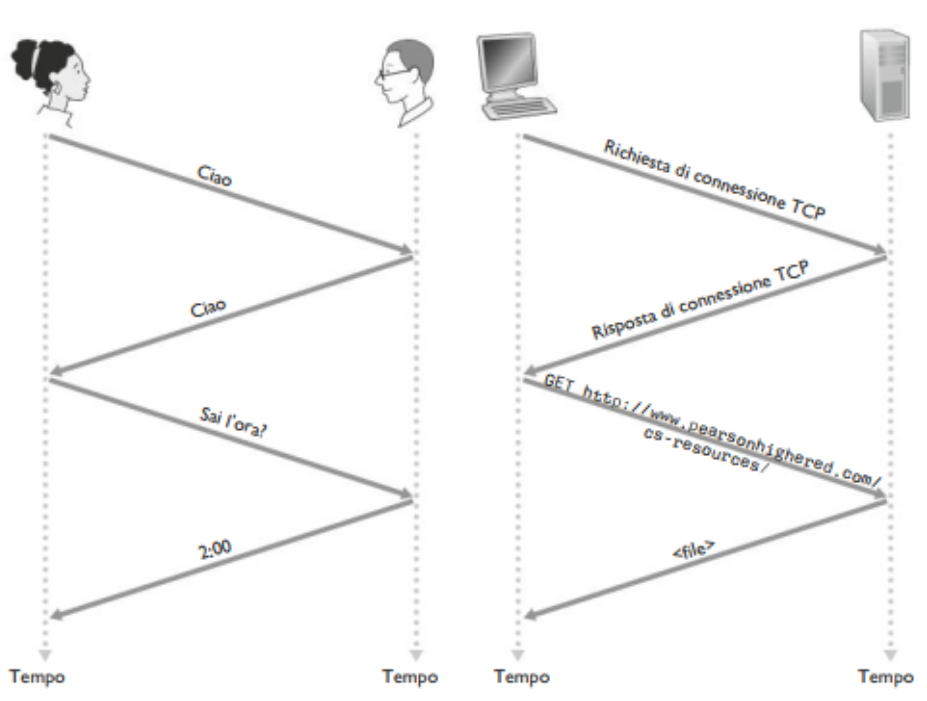 Ciao
Ciao
Sai l'ora?
2:00
Tempo
Tempo
Richiesta di connessione TCP
Risposta di connessione TCP
GET http://www.pearsonhighered.com/
cs-resources/
<file>
Tempo
Tempo